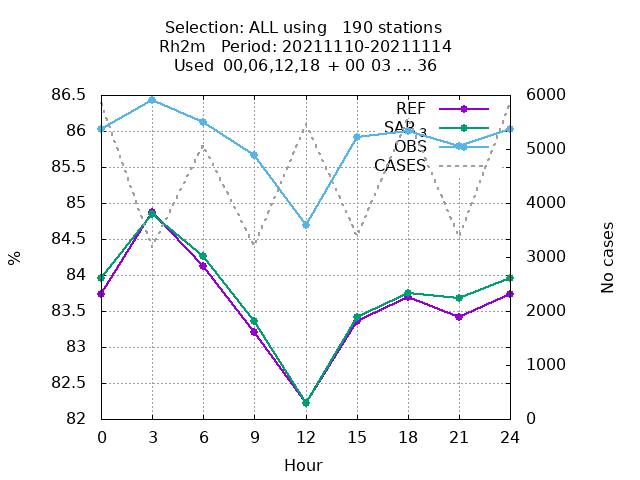 Selection: ALL using 190 stations
Rh2m Period: 20211110-20211114
Used 00,06,12,18 + 00 03 ... 36
86.5
86
85.5
85
84.5
84
83.5
83
82.5
82
6000
5000
4000
3000
2000
1000
0
REF
OBS
CASES
%
No cases
0 3 6 9 12 15 18 21 24
Hour